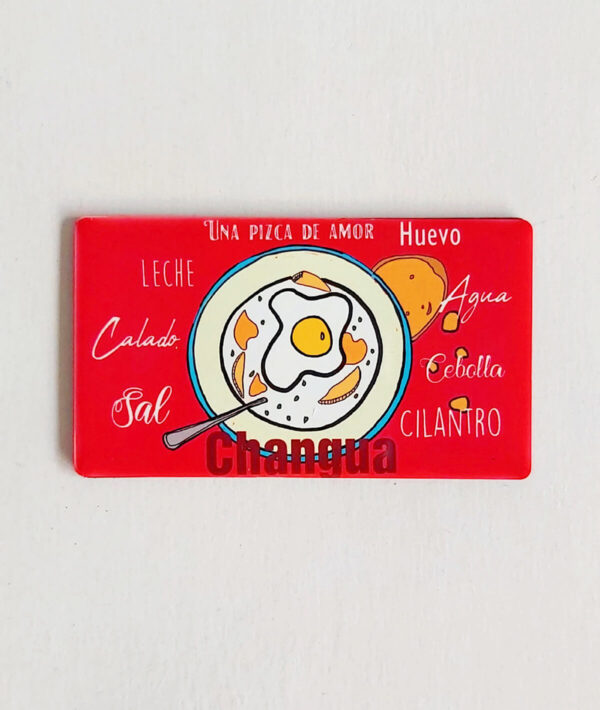 UNA PIZCA DE AMOR
Huevo
LECHE
Agua
Calado
Cebolla
Sal
CILANTRO
Changua